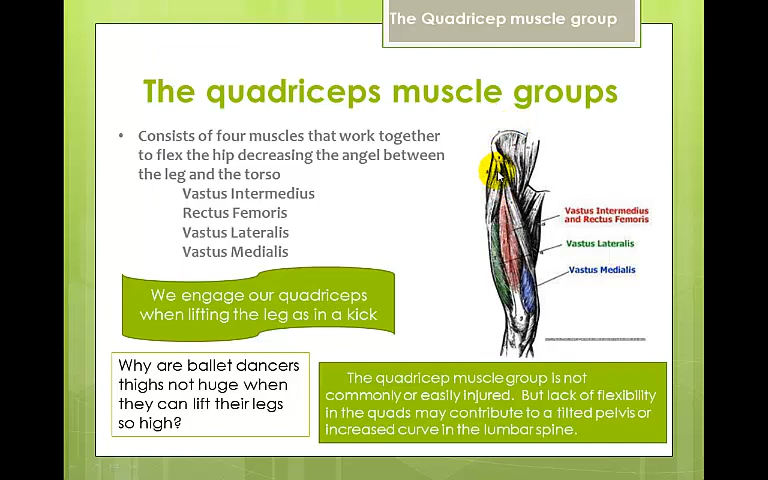 The Quadricep muscle group
The quadriceps muscle groups
• Consists of four muscles that work together
to flex the hip decreasing the angel between
the leg and the torso
Vastus Intermedius
Rectus Femoris
Vastus Lateralis
Vastus Medialis
Vastus Intermedius
and Rectus Femoris
Vastus Lateralis
Vastus Medialis
We engage our quadriceps
when lifting the leg as in a kick
Why are ballet dancers
thighs not huge when
they can lift their legs
so high?
The quadricep muscle group is not
commonly or easily injured. But lack of flexibility
in the quads may contribute to a tilted pelvis or
increased curve in the lumbar spine.